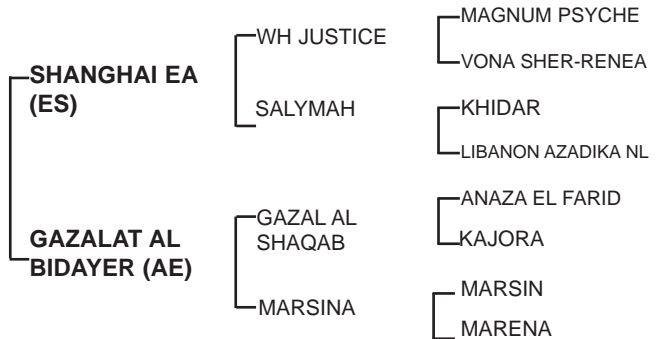 SHANGHAI EA
(ES)
WH JUSTICE
MAGNUM PSYCHE
VONA SHER-RENEA
SALYMAH
KHIDAR
LIBANON AZADIKA NL
GAZALAT AL
BIDAYER (AE)
GAZAL AL
SHAQAB
ANAZA EL FARID
KAJORA
MARSINA
MARSIN
MARENA